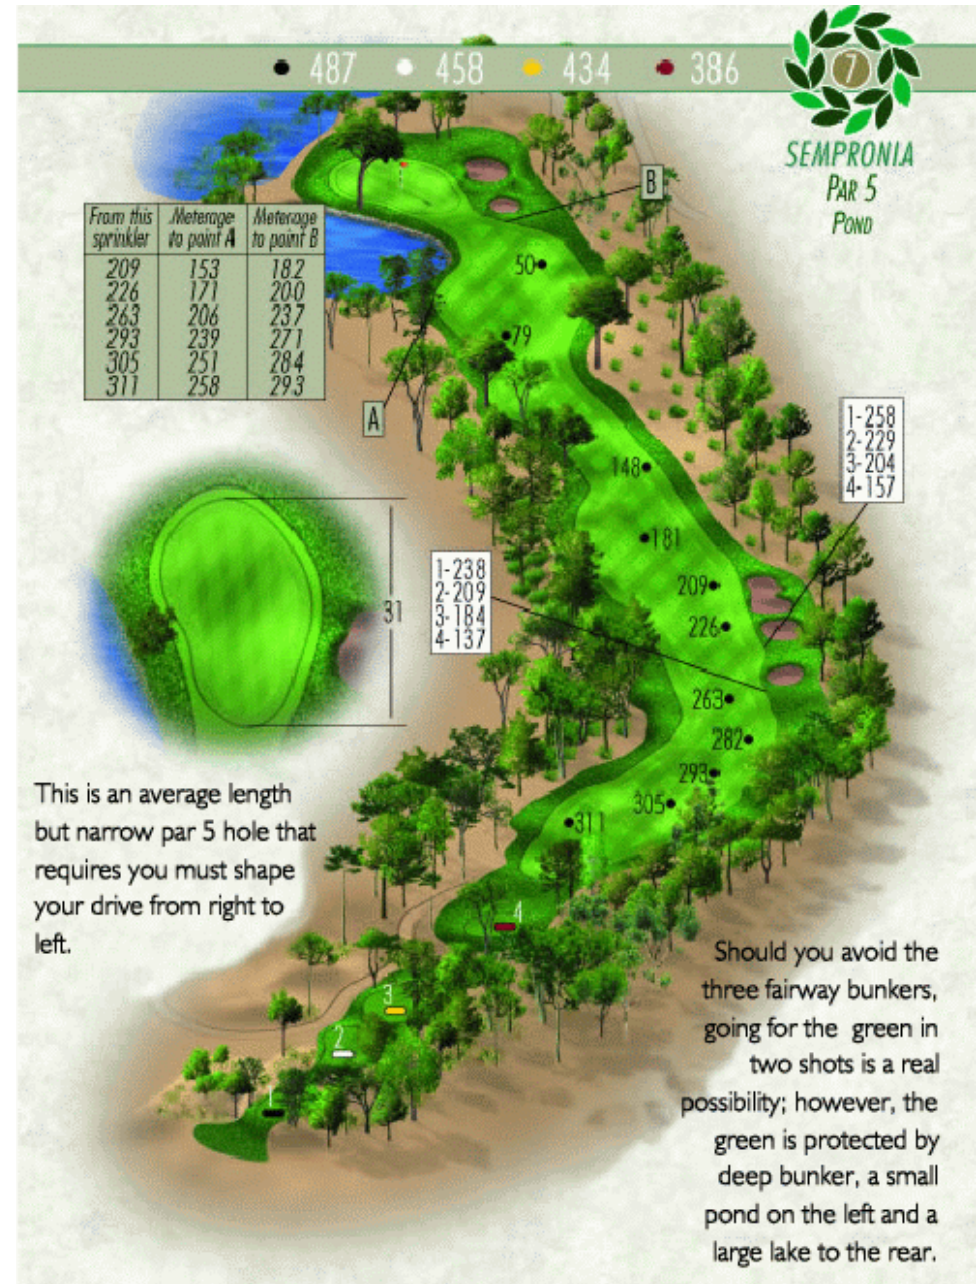 487 458 434 386
7
SEMPRONIA
PAR 5
POND
From this sprinkler Meterage to point A Meterage to point B
209 153 182
226 171 200
263 206 237
293 239 271
305 251 284
311 258 293
B
50
79
A
1-258
2-229
3-204
4-157
148
181
1-238
2-209
3-184
4-137
209
226
31
263
282
293
305
311
This is an average length
but narrow par 5 hole that
requires you must shape
your drive from right to
left.
4
3
2
1
Should you avoid the
three fairway bunkers,
going for the green in
two shots is a real
possibility; however, the
green is protected by
deep bunker, a small
pond on the left and a
large lake to the rear.